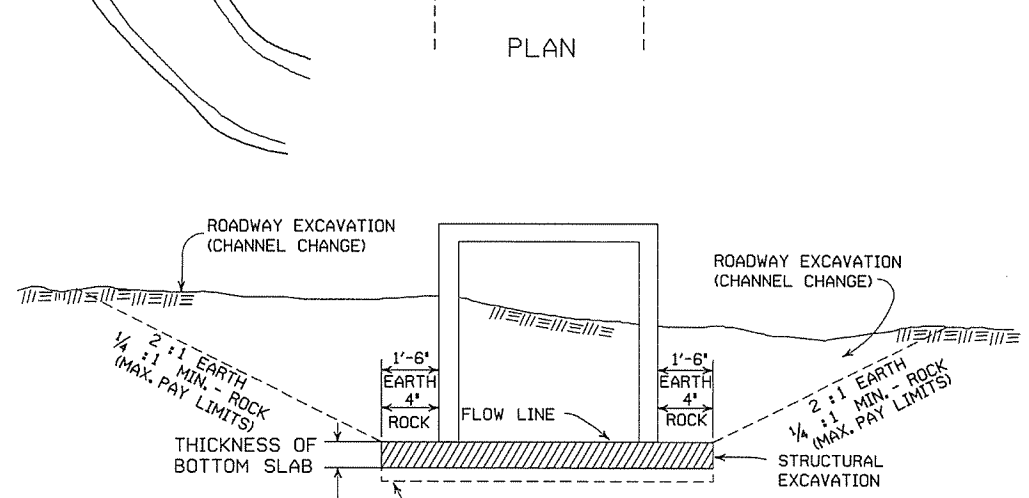 PLAN
ROADWAY EXCAVATION
(CHANNEL CHANGE)
ROADWAY EXCAVATION
(CHANNEL CHANGE)
2 :1 EARTH
1/4 :1 MIN. - ROCK
(MAX. PAY LIMITS)
1'-6"
EARTH
4"
ROCK
FLOW LINE
1'-6"
EARTH
4"
ROCK
2 :1 EARTH
1/4 :1 MIN. - ROCK
(MAX. PAY LIMITS)
THICKNESS OF
BOTTOM SLAB
STRUCTURAL
EXCAVATION